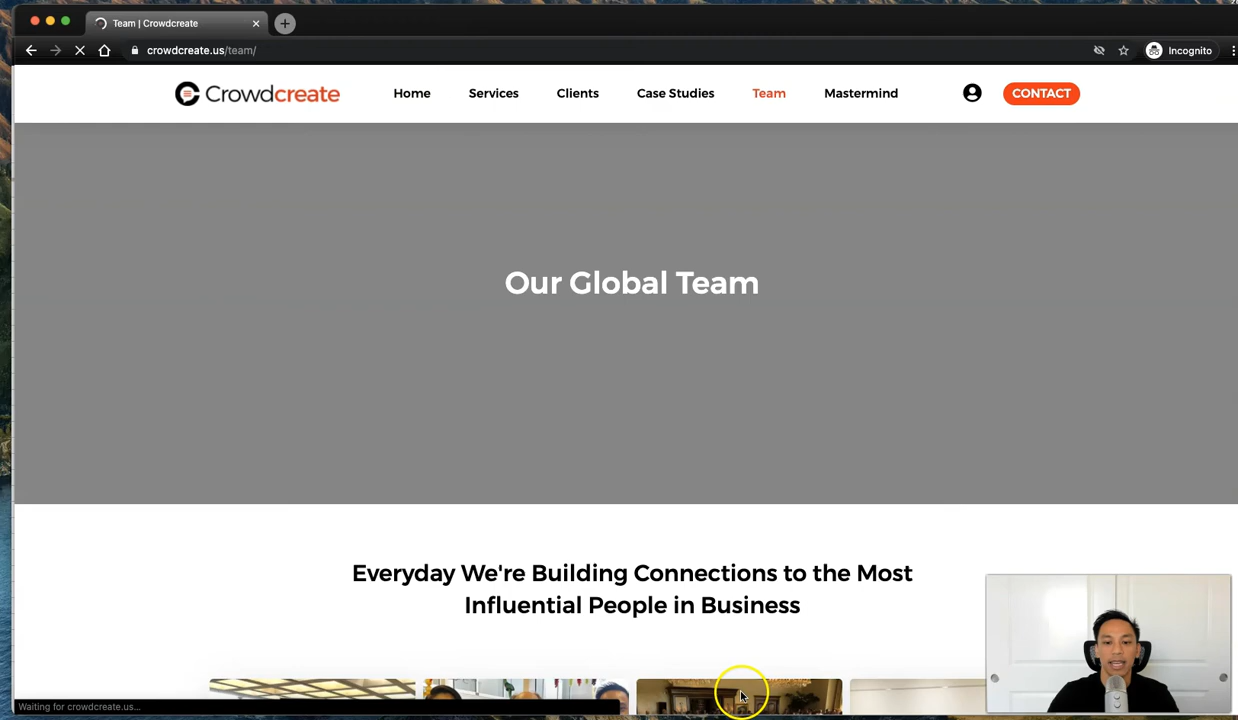 Team | Crowdcreate
crowdcreate.us/team/
Incognito
Crowdcreate
Home
Services
Clients
Case Studies
Team
Mastermind
CONTACT
Our Global Team
Everyday We're Building Connections to the Most
Influential People in Business
Waiting for crowdcreate.us...